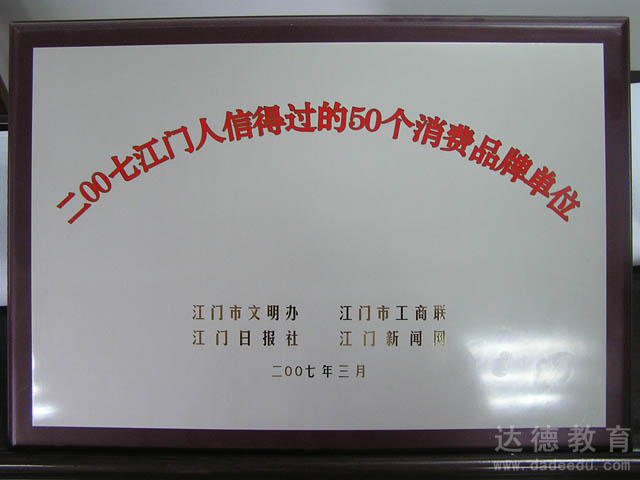 二00七江门人信得过的50个消费品牌单位
江门市文明办 江门市工商联
江门日报社 江门新闻网
二00七年三月
达德教育
www.dadeedu.com